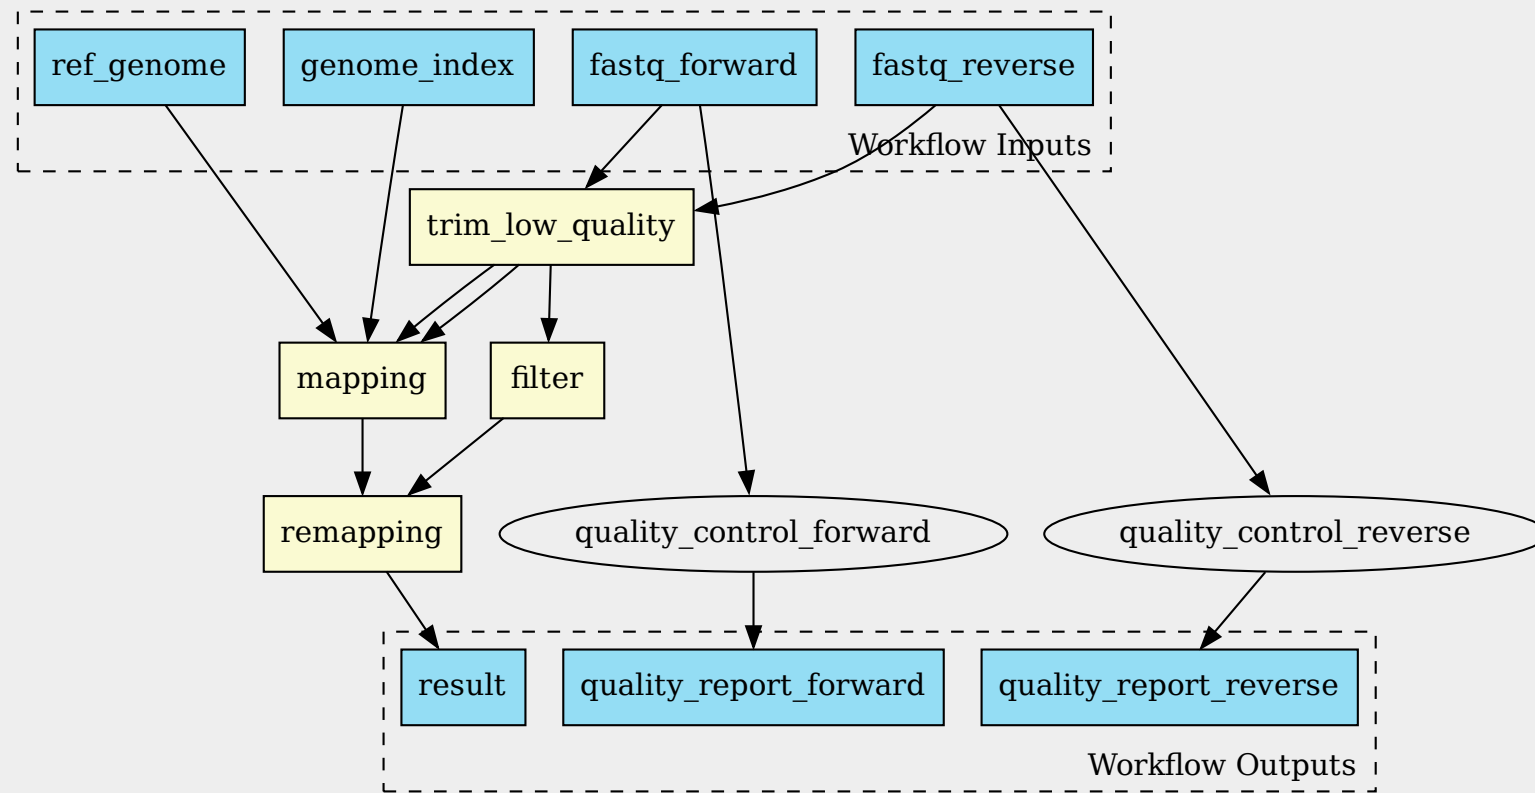 ref_genome
genome_index
fastq_forward
fastq_reverse
Workflow Inputs
trim_low_quality
mapping
filter
remapping
quality_control_forward
quality_control_reverse
result
quality_report_forward
quality_report_reverse
Workflow Outputs